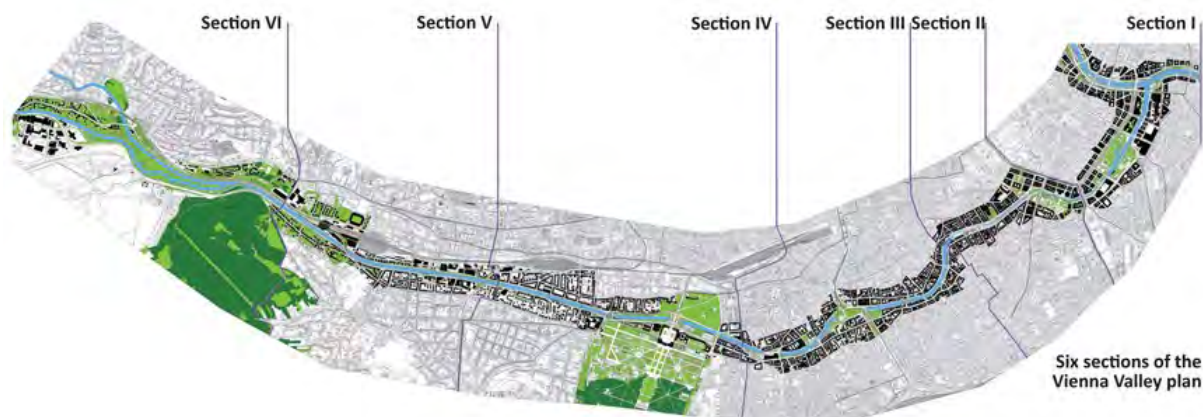 Section VI
Section V
Section IV
Section III
Section II
Section I
Six sections of the
Vienna Valley plan